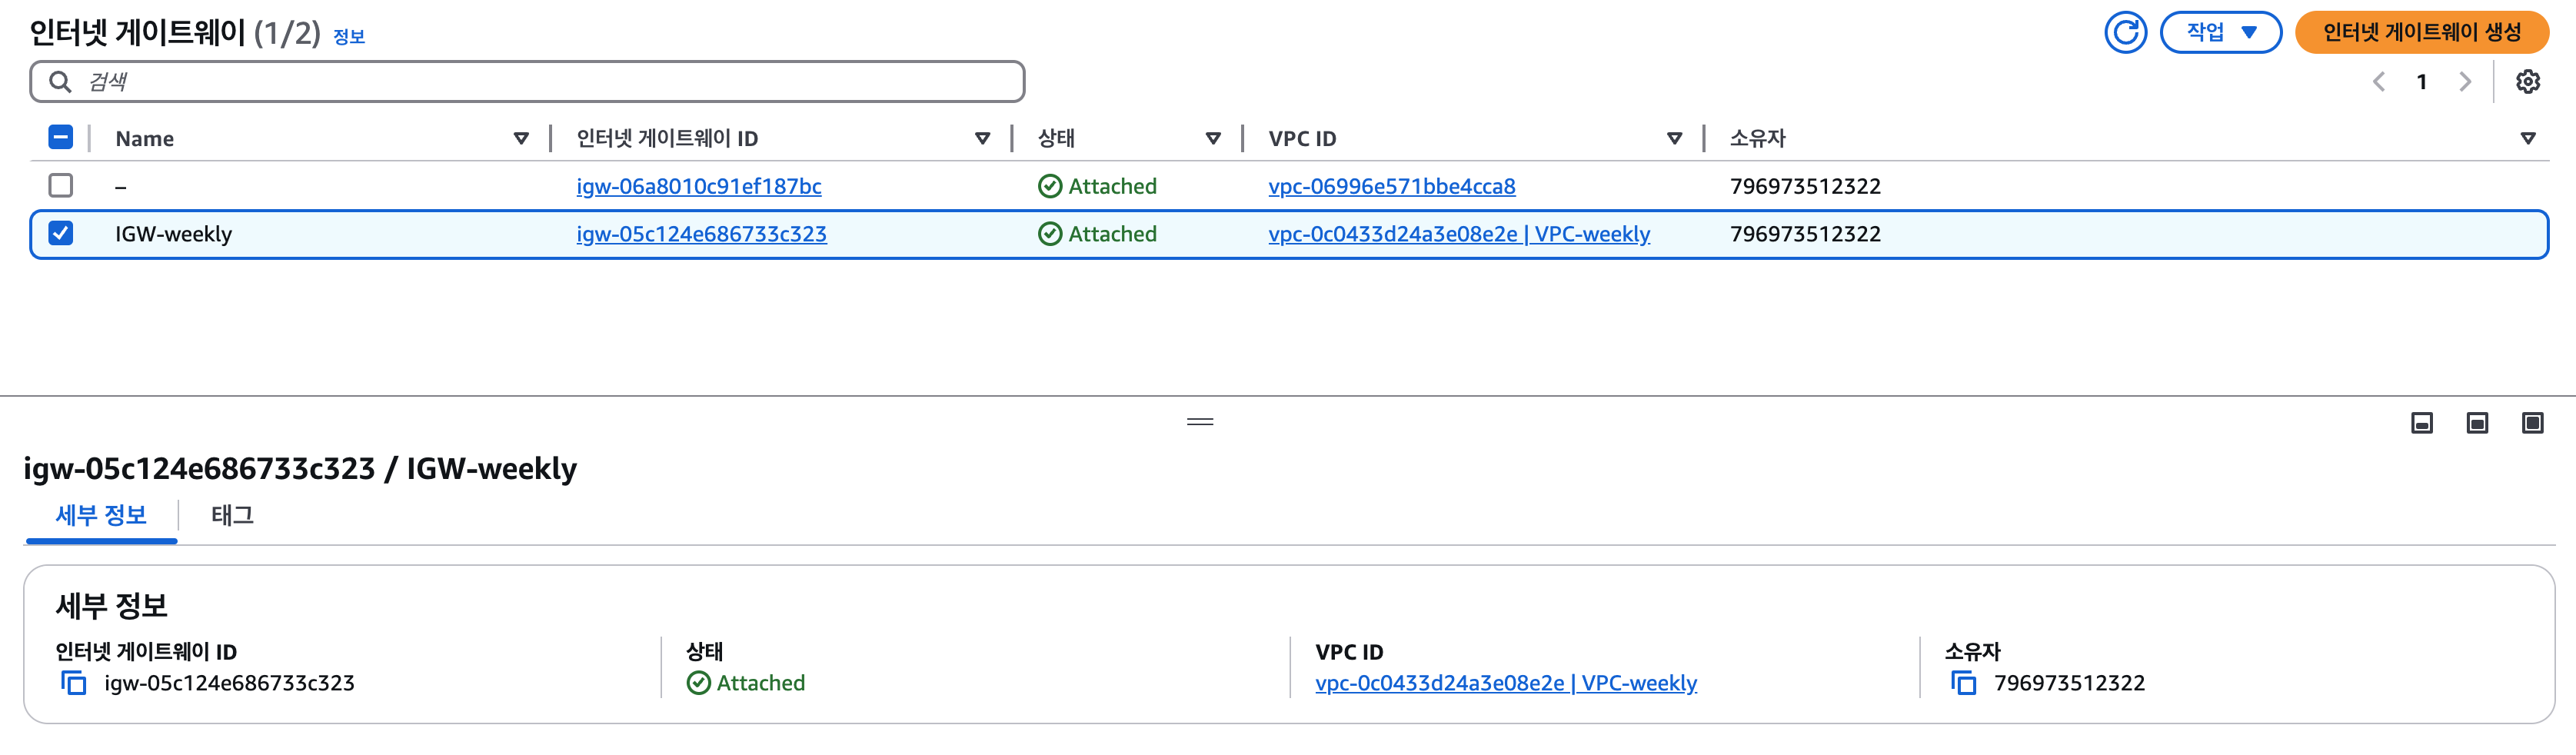 인터넷 게이트웨이 (1/2) 정보
작업
인터넷 게이트웨이 생성
검색
1
Name 인터넷 게이트웨이 ID 상태 VPC ID 소유자
– igw-06a8010c91ef187bc Attached vpc-06996e571bbe4cca8 796973512322
IGW-weekly igw-05c124e686733c323 Attached vpc-0c0433d24a3e08e2e | VPC-weekly 796973512322
igw-05c124e686733c323 / IGW-weekly
세부 정보 태그
세부 정보
인터넷 게이트웨이 ID 상태 VPC ID 소유자
igw-05c124e686733c323 Attached vpc-0c0433d24a3e08e2e | VPC-weekly 796973512322